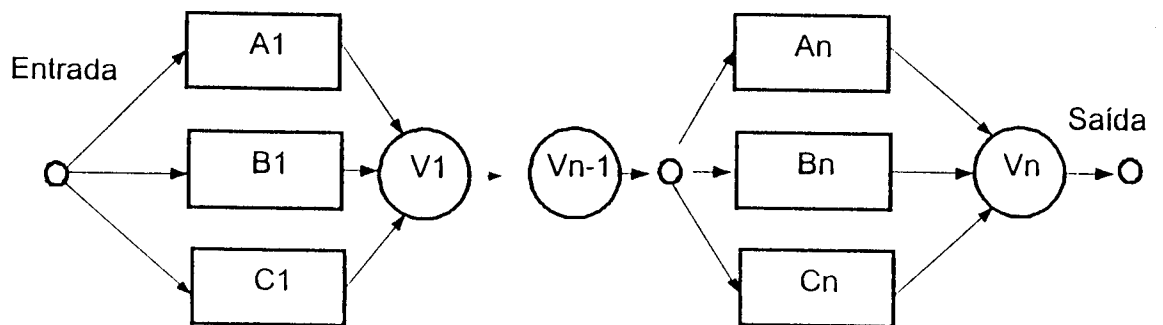 Entrada
A1
B1
C1
V1
Vn-1
An
Bn
Cn
Vn
Saída